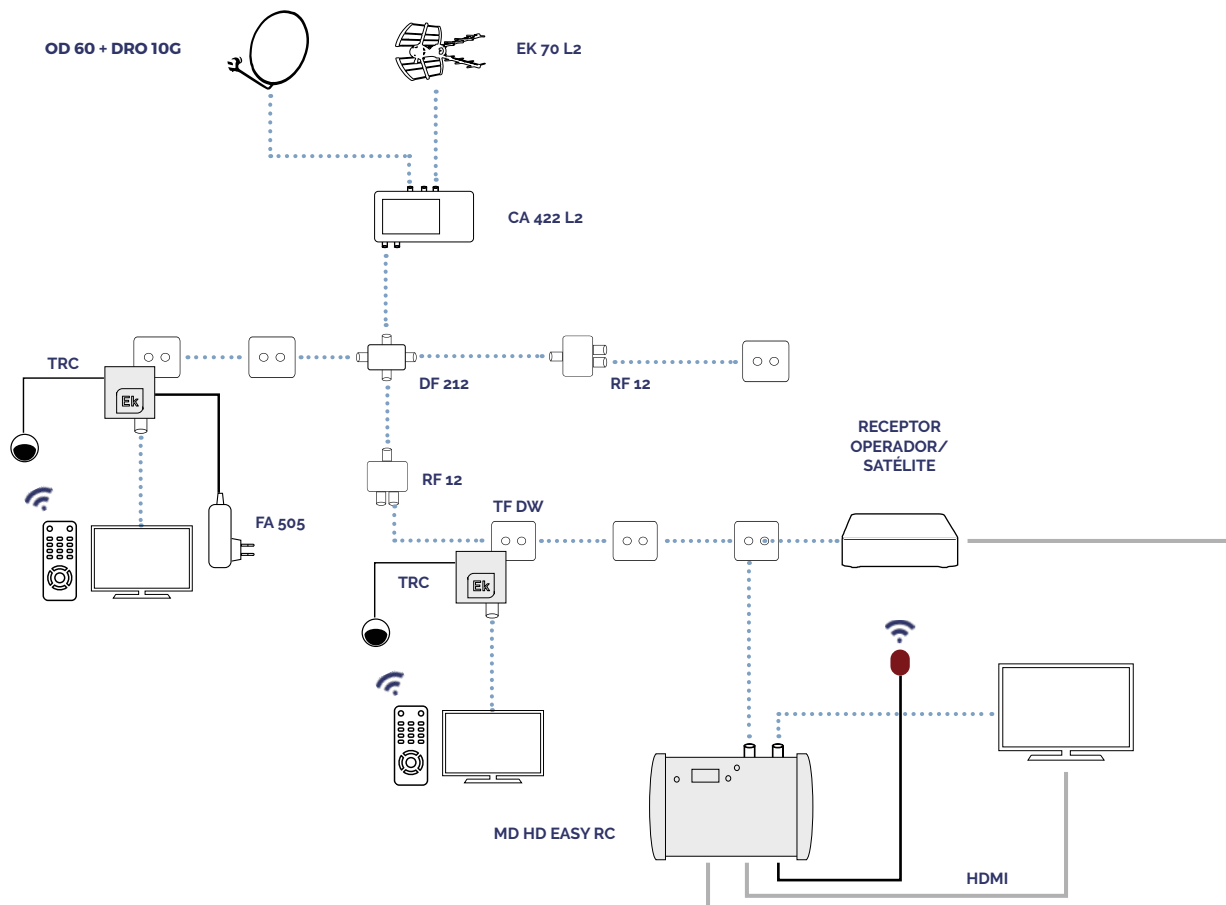 OD 60 + DRO 10G
EK 70 L2
CA 422 L2
TRC
DF 212
RF 12
Ek
RECEPTOR
OPERADOR/
SATÉLITE
RF 12
TF DW
FA 505
TRC
Ek
MD HD EASY RC
HDMI